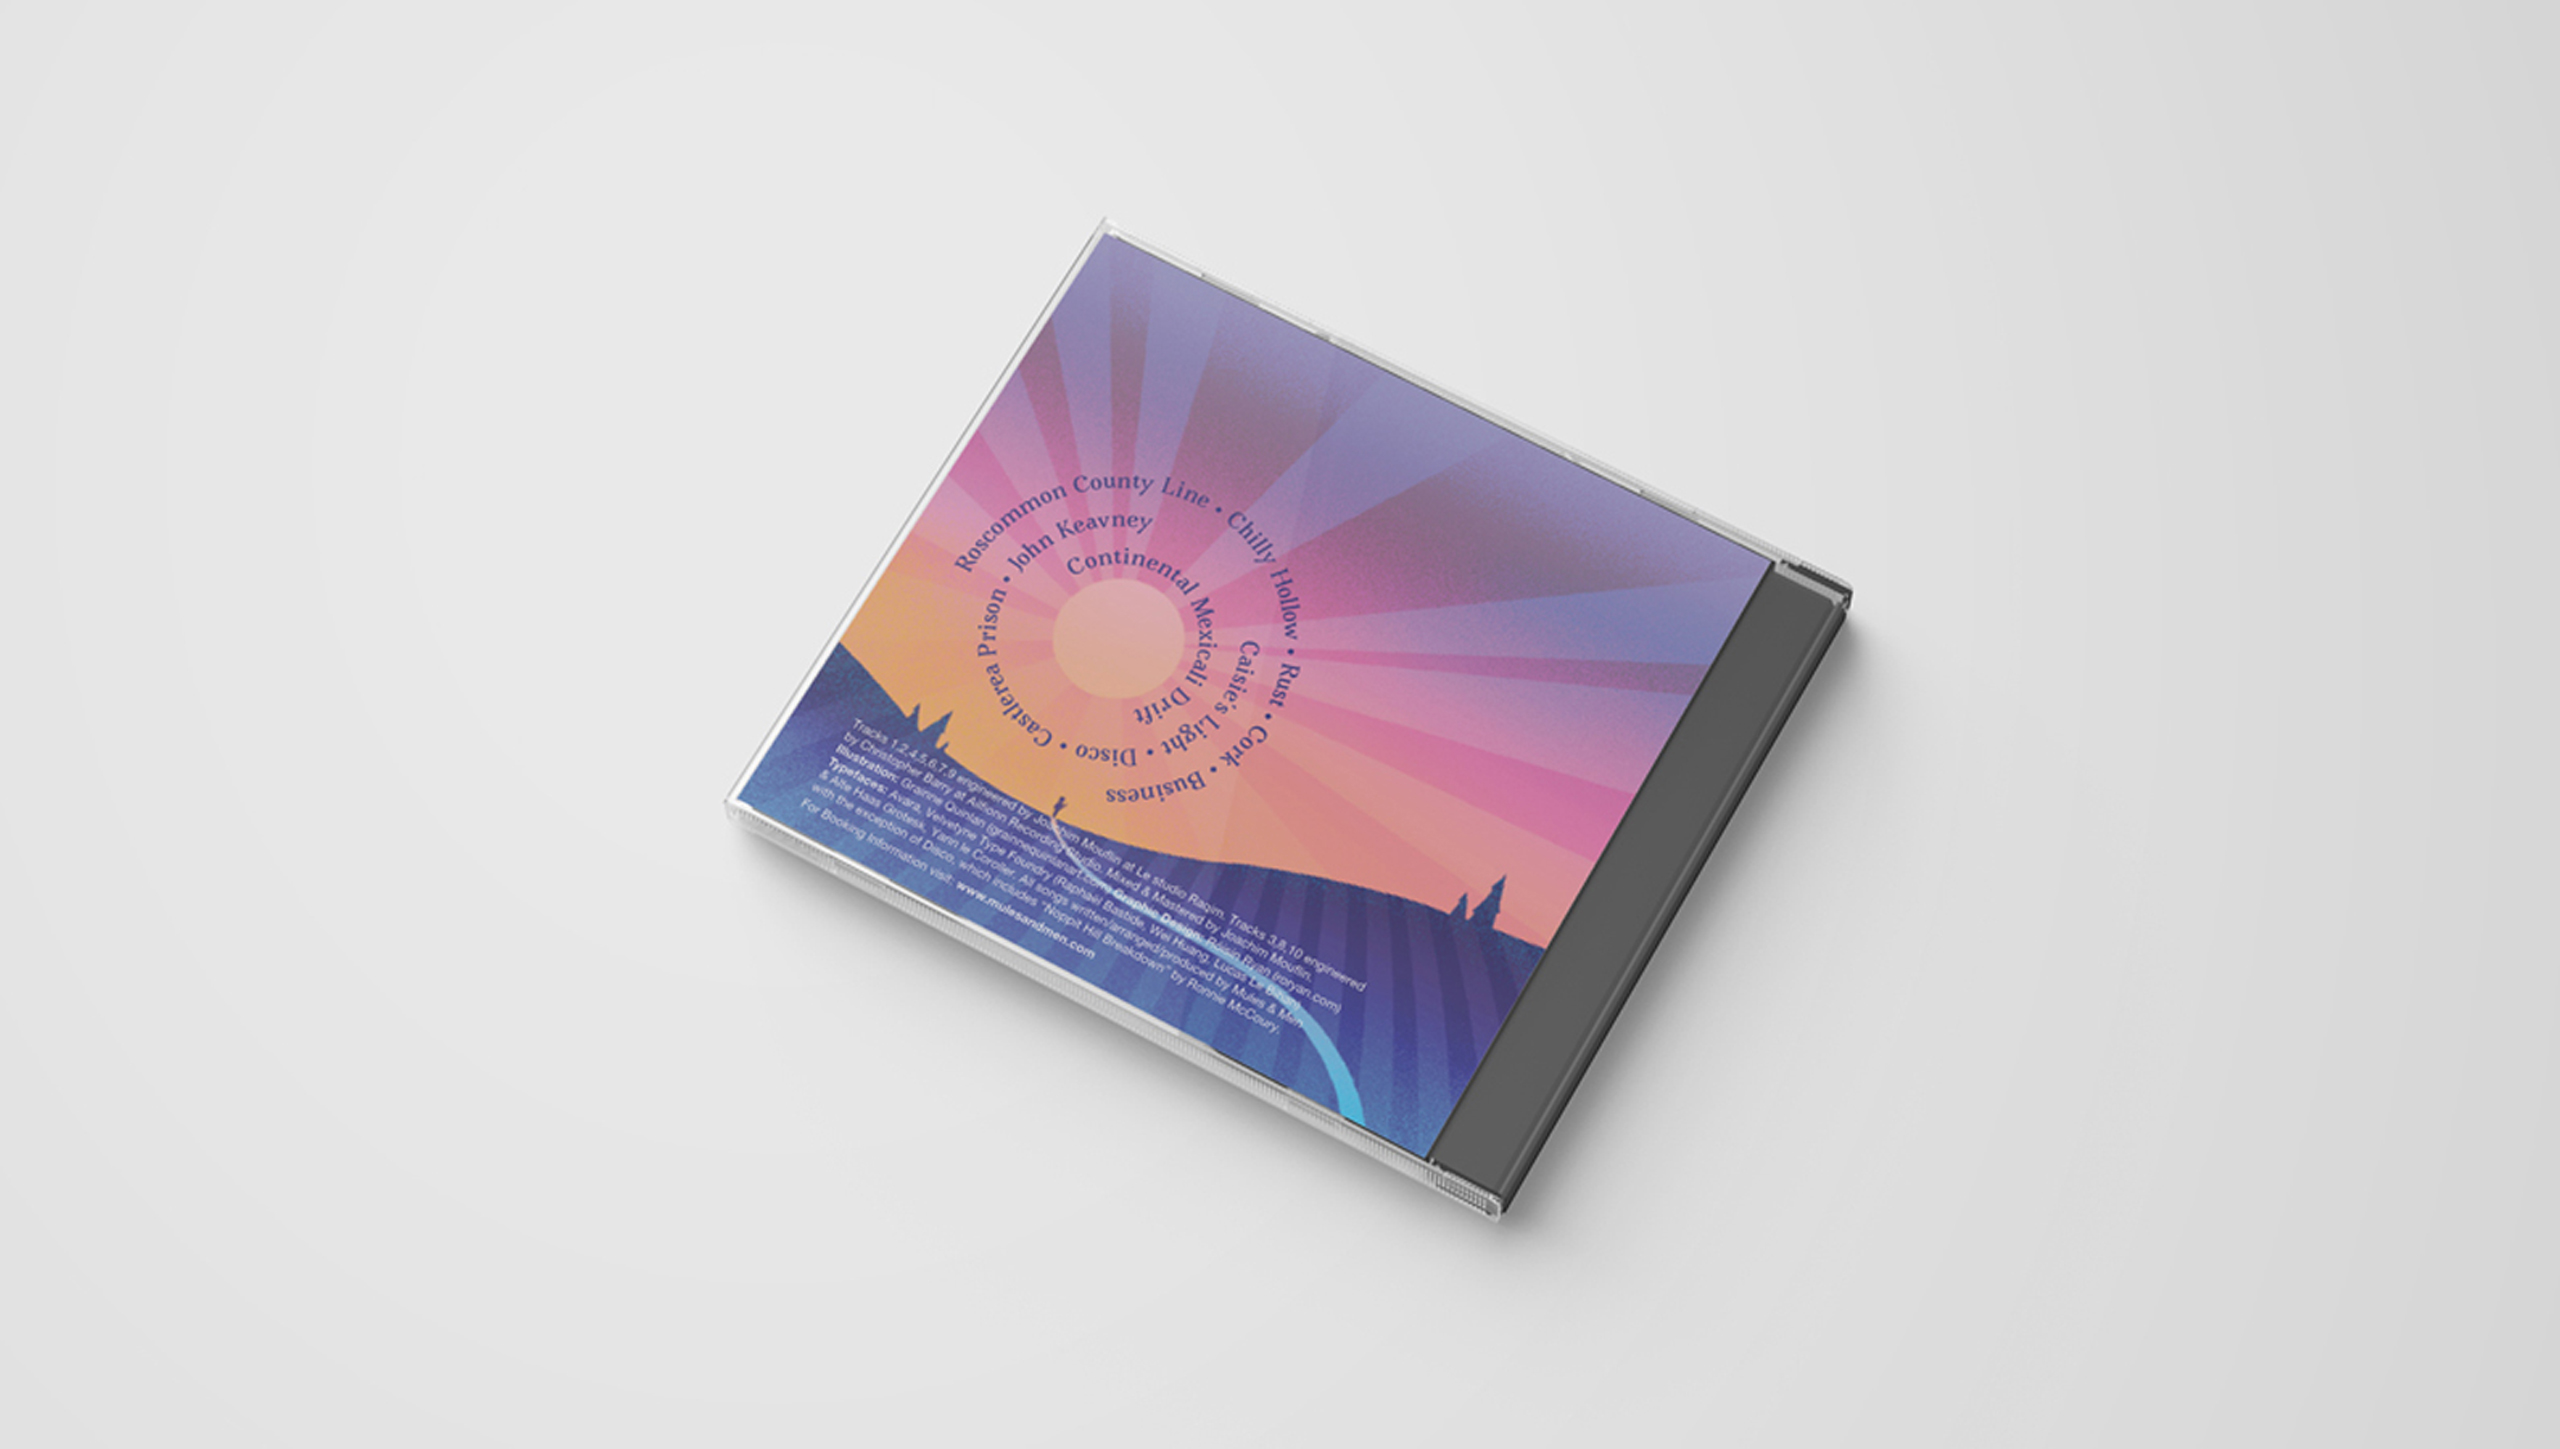 Roscommon County Line • Chilly Hollow • Rust • Cork • Business
Caisie's Light • Disco • Castlerea Prison • John Keavney
Continental Mexicali Drift
Tracks 1,2,4,5,6,7,9 engineered by Joachim Mouflin at Le studio Raqim. Tracks 3,8,10 engineered
by Christopher Barry at Ailfionn Recording Studio. Mixed & Mastered by Joachim Mouflin.
Illustration: Grainne Quinlan (grainnequinlanart.com) Graphic Design: Roisin Ryan (roryan.com)
Typefaces: Avara, Velvetyne Type Foundry (Raphaël Bastide, Wei Huang, Lucas Le Bihan)
& Alte Haas Grotesk, Yann le Coroller. All songs written/arranged/produced by Mules & Men
with the exception of Disco, which includes "Noppit Hill Breakdown" by Ronnie McCoury.
For Booking Information visit: www.mulesandmen.com